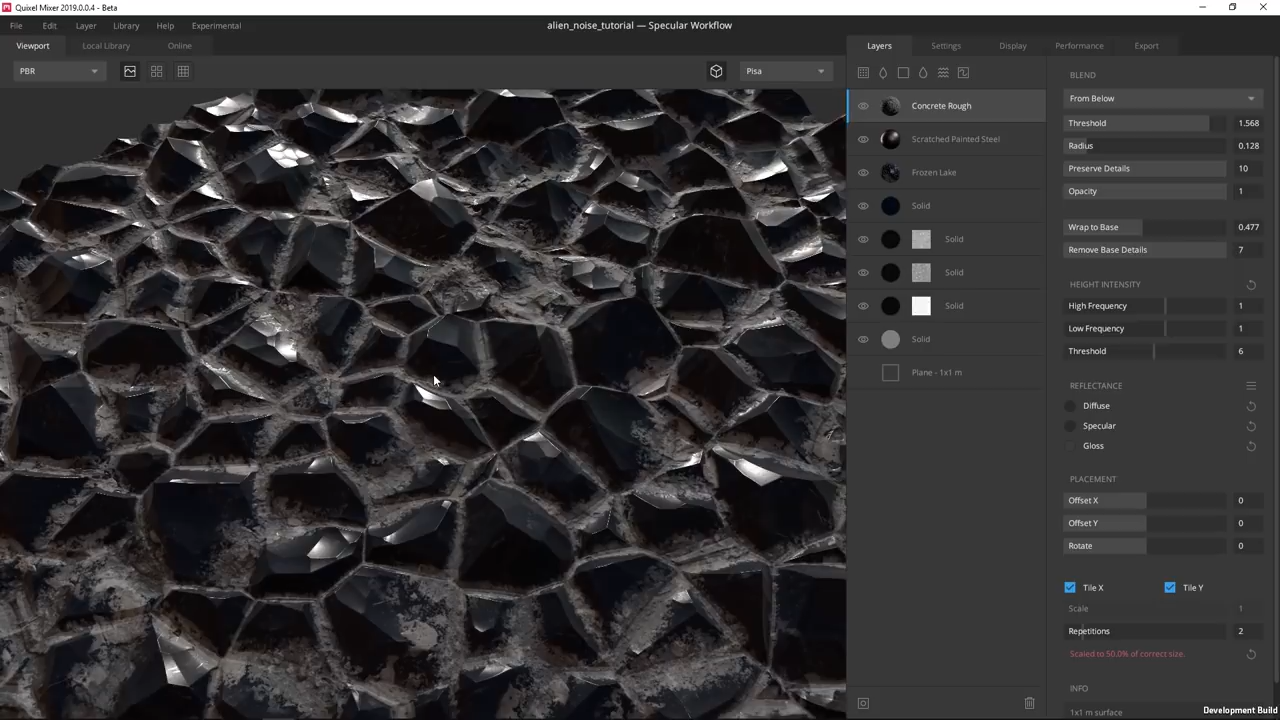 Quixel Mixer 2019.0.0.4 - Beta
File Edit Layer Library Help Experimental
alien_noise_tutorial — Specular Workflow
Viewport Local Library Online
Layers Settings Display Performance Export
PBR
Pisa
Concrete Rough
Scratched Painted Steel
Frozen Lake
Solid
Solid
Solid
Solid
Solid
Plane - 1x1 m
BLEND
From Below
Threshold 1.568
Radius 0.128
Preserve Details 10
Opacity 1
Wrap to Base 0.477
Remove Base Details 7
HEIGHT INTENSITY
High Frequency 1
Low Frequency 1
Threshold 6
REFLECTANCE
Diffuse
Specular
Gloss
PLACEMENT
Offset X 0
Offset Y 0
Rotate 0
Tile X Tile Y
Scale 1
Repetitions 2
Scaled to 50.0% of correct size.
INFO
1x1 m surface
Development Build